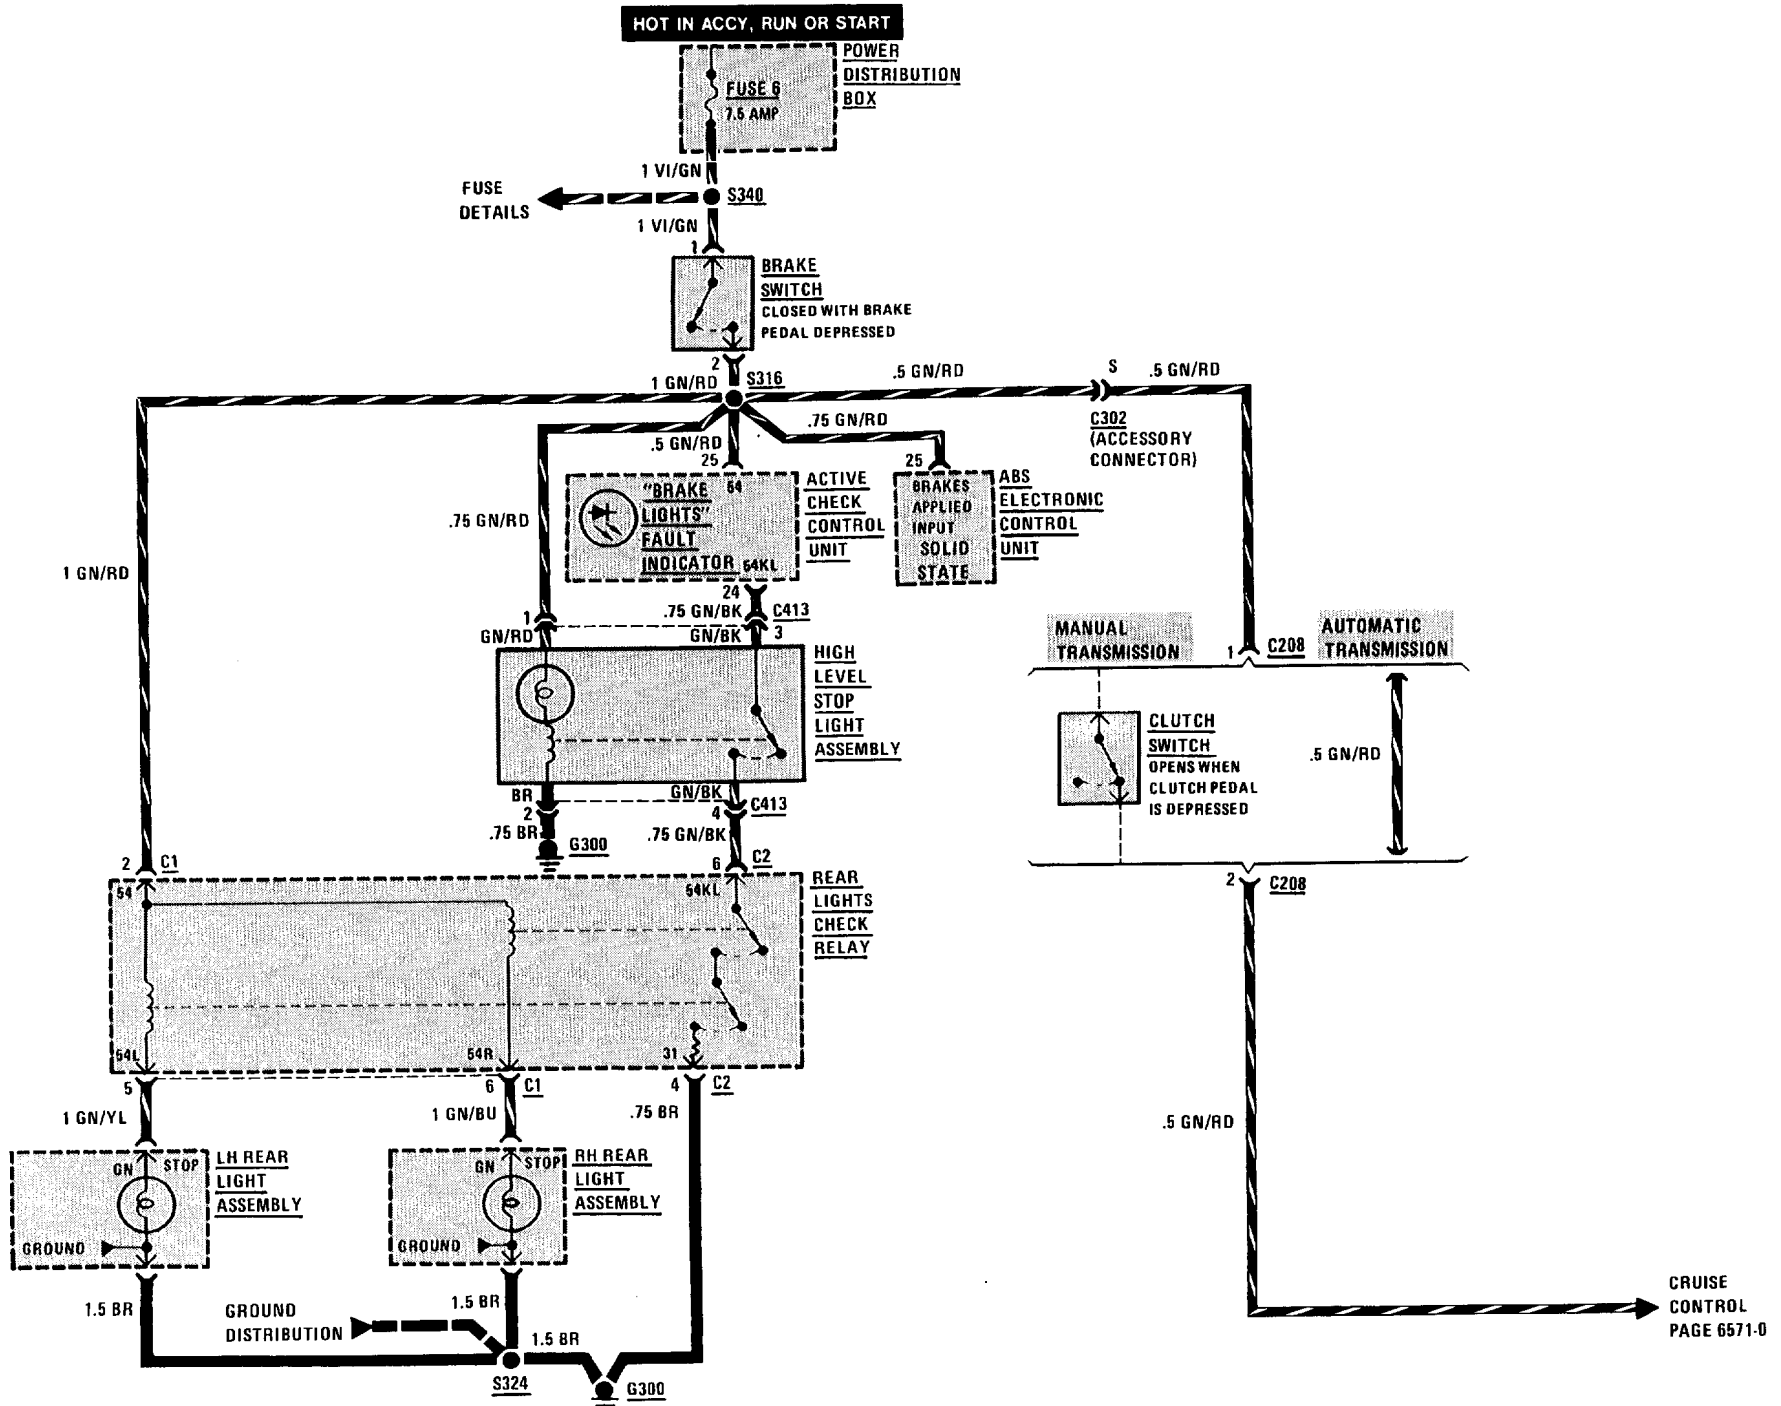 HOT IN ACCY, RUN OR START
POWER
DISTRIBUTION
BOX
FUSE 6
7.5 AMP
1 VI/GN
FUSE
DETAILS
S340
1 VI/GN
1
BRAKE
SWITCH
CLOSED WITH BRAKE
PEDAL DEPRESSED
2
1 GN/RD
S316
.5 GN/RD
S
.5 GN/RD
C302
(ACCESSORY
CONNECTOR)
.5 GN/RD
.75 GN/RD
25
25
.75 GN/RD
1 GN/RD
"BRAKE
LIGHTS"
FAULT
INDICATOR
54
54KL
ACTIVE
CHECK
CONTROL
UNIT
BRAKES
APPLIED
INPUT
SOLID
STATE
ABS
ELECTRONIC
CONTROL
UNIT
24
.75 GN/BK
C413
1
GN/RD
GN/BK
3
HIGH
LEVEL
STOP
LIGHT
ASSEMBLY
MANUAL
TRANSMISSION
1
C208
AUTOMATIC
TRANSMISSION
CLUTCH
SWITCH
OPENS WHEN
CLUTCH PEDAL
IS DEPRESSED
.5 GN/RD
BR
2
.75 BR
G300
GN/BK
C413
4
.75 GN/BK
2
C1
6
C2
2
C208
54
54KL
REAR
LIGHTS
CHECK
RELAY
54L
54R
31
5
6
C1
4
C2
1 GN/YL
1 GN/BU
.75 BR
.5 GN/RD
GN
STOP
LH REAR
LIGHT
ASSEMBLY
GROUND
GN
STOP
RH REAR
LIGHT
ASSEMBLY
GROUND
1.5 BR
GROUND
DISTRIBUTION
1.5 BR
1.5 BR
S324
G300
CRUISE
CONTROL
PAGE 6571-0